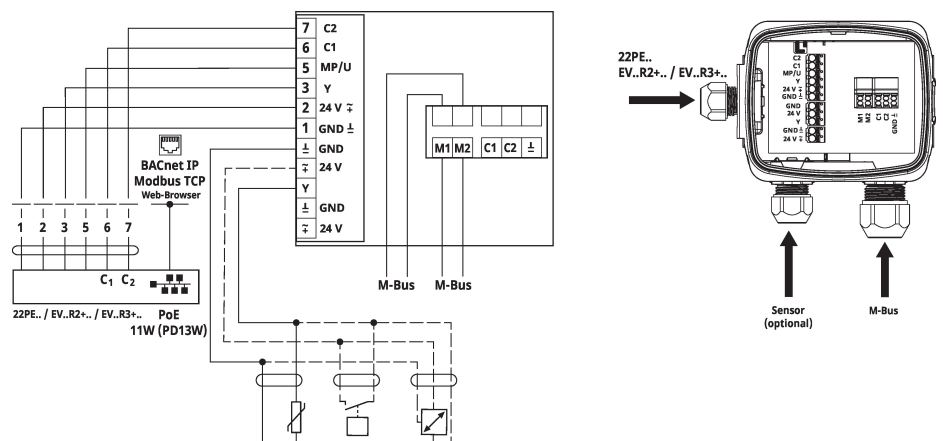 7 C2
6 C1
5 MP/U
3 Y
2 24 V
1 GND
GND
24 V
Y
GND
24 V
M1 M2 C1 C2
M-Bus M-Bus
BACnet IP
Modbus TCP
Web-Browser
1 2 3 5 6 7
C1 C2
22PE.. / EV..R2+.. / EV..R3+..
PoE
11W (PD13W)
22PE..
EV..R2+.. / EV..R3+..
C2
C1
MP/U
Y
24 V
GND
GND
24 V
Y
GND
24 V
M1
M2
C1
C2
GND
Sensor
(optional)
M-Bus